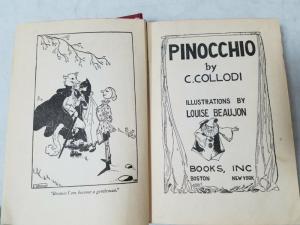 "Because I am become a gentleman."
PINOCCHIO
by
C. COLLODI
ILLUSTRATIONS BY
LOUISE BEAUJON
BOOKS, INC
BOSTON NEW YORK